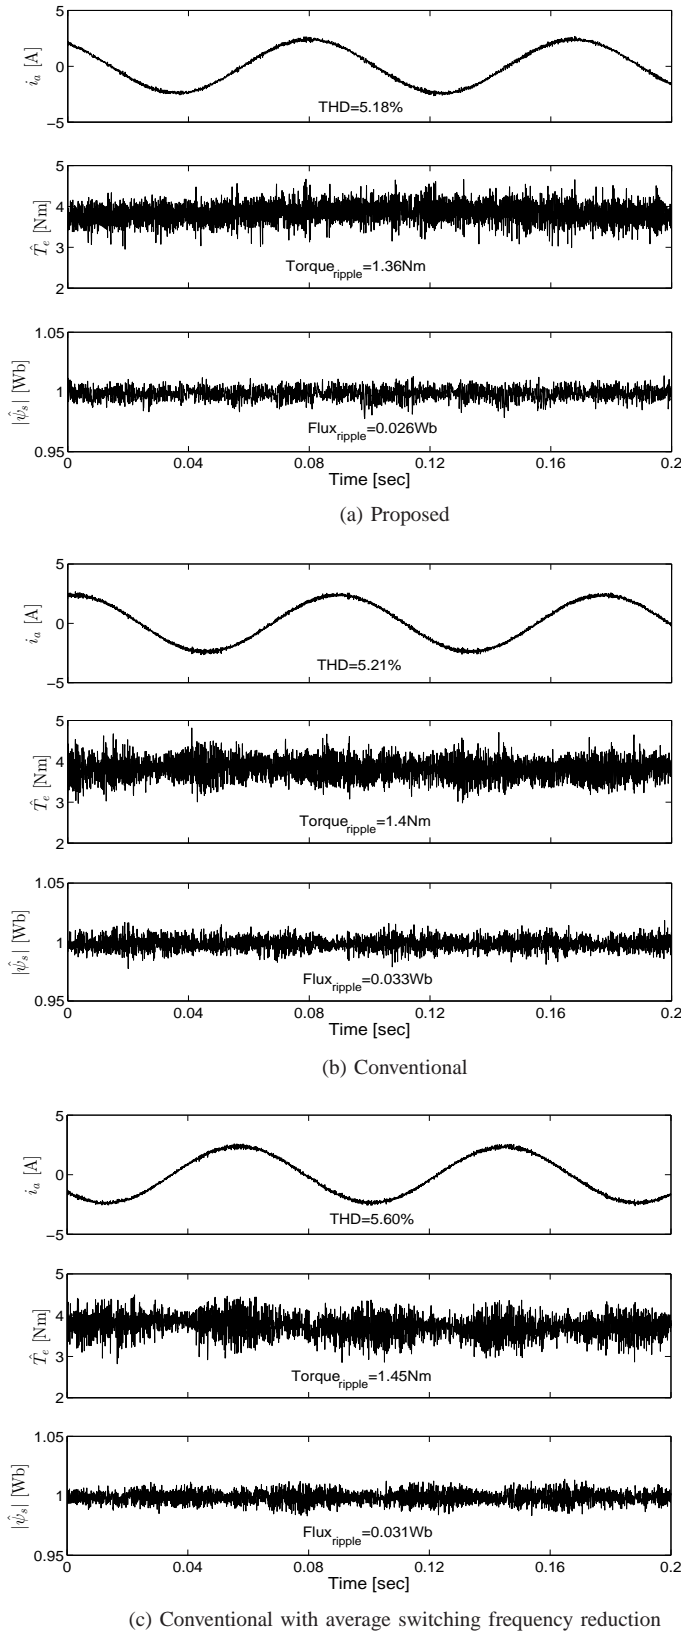 5
0
−5
i_a [A]
THD=5.18%
5
4
3
2
T̂_e [Nm]
Torque_ripple=1.36Nm
1.05
1
0.95
|ψ̂_s| [Wb]
Flux_ripple=0.026Wb
0 0.04 0.08 0.12 0.16 0.2
Time [sec]
(a) Proposed
5
0
−5
i_a [A]
THD=5.21%
5
4
3
2
T̂_e [Nm]
Torque_ripple=1.4Nm
1.05
1
0.95
|ψ̂_s| [Wb]
Flux_ripple=0.033Wb
0 0.04 0.08 0.12 0.16 0.2
Time [sec]
(b) Conventional
5
0
−5
i_a [A]
THD=5.60%
5
4
3
2
T̂_e [Nm]
Torque_ripple=1.45Nm
1.05
1
0.95
|ψ̂_s| [Wb]
Flux_ripple=0.031Wb
0 0.04 0.08 0.12 0.16 0.2
Time [sec]
(c) Conventional with average switching frequency reduction